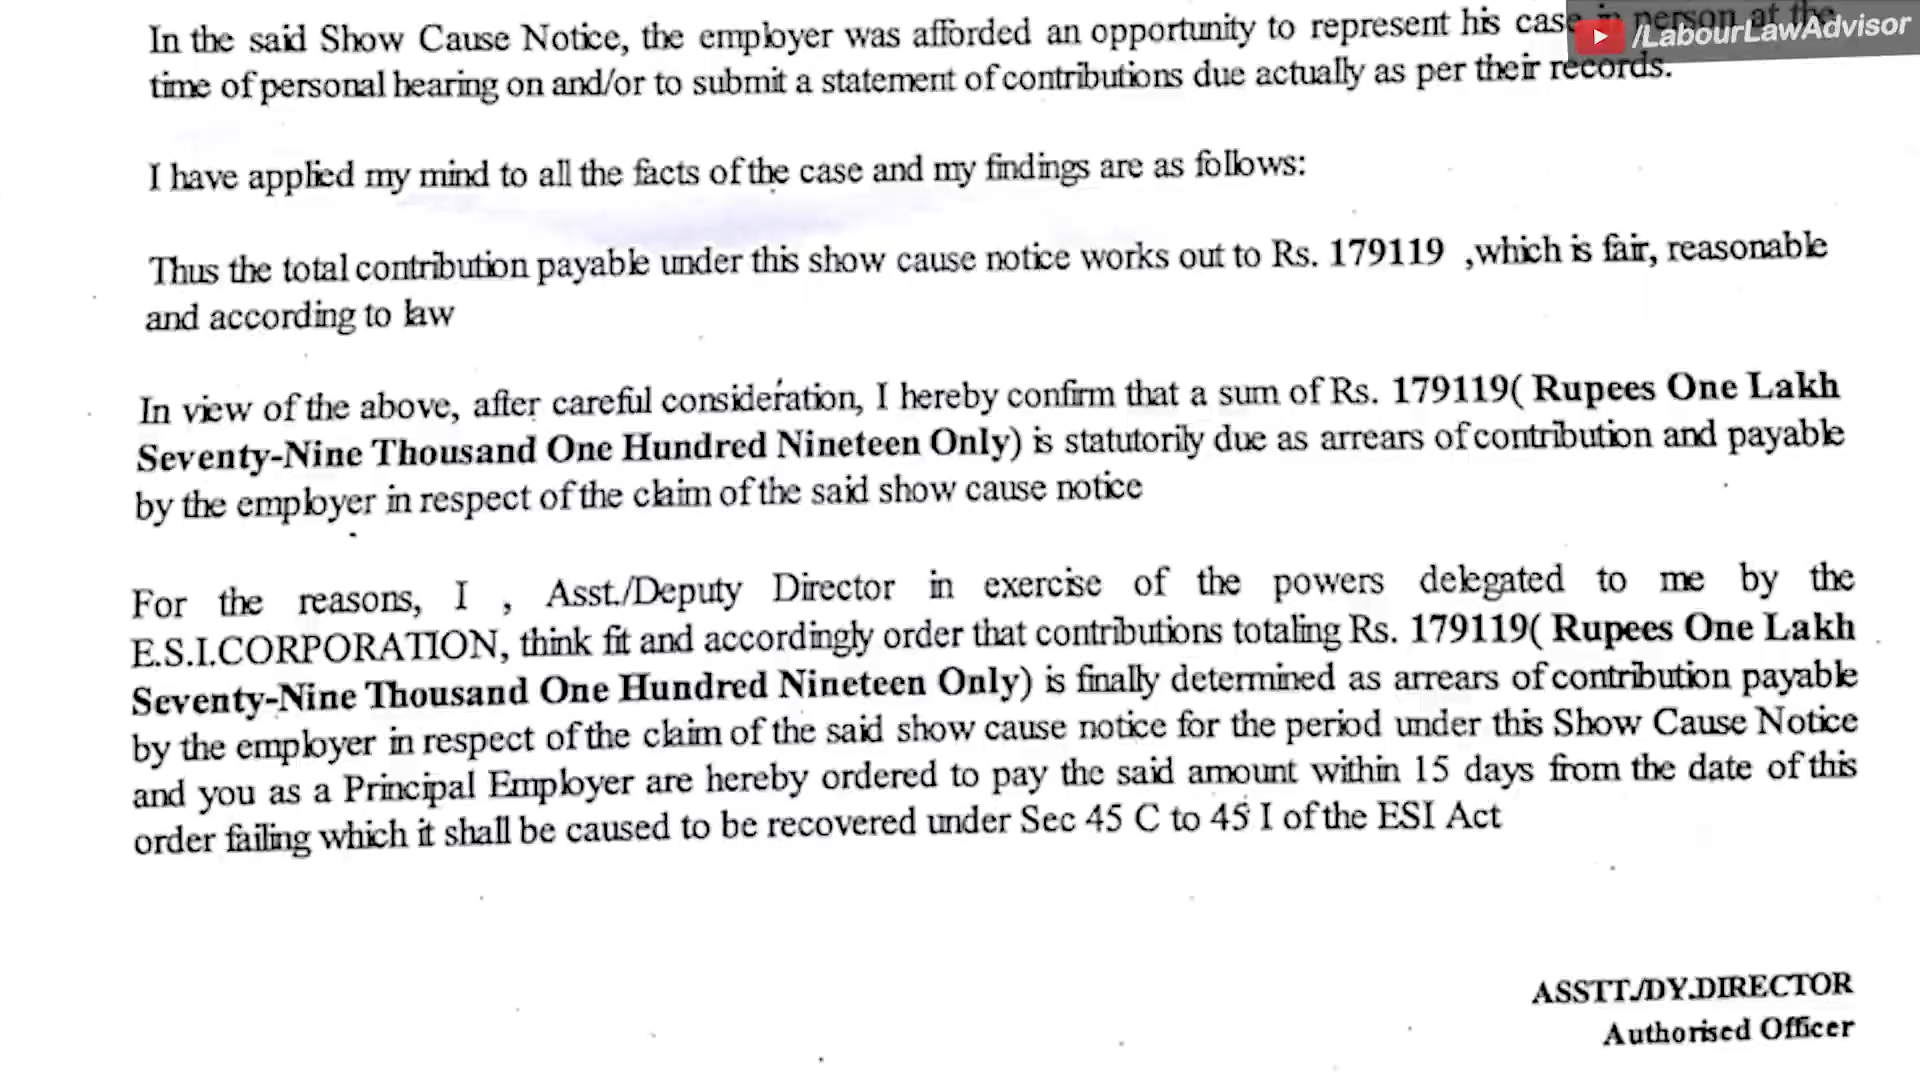 In the said Show Cause Notice, the employer was afforded an opportunity to represent his case in person at the
/LabourLawAdvisor
time of personal hearing on and/or to submit a statement of contributions due actually as per their records.
I have applied my mind to all the facts of the case and my findings are as follows:
Thus the total contribution payable under this show cause notice works out to Rs. 179119 ,which is fair, reasonable
and according to law
In view of the above, after careful consideration, I hereby confirm that a sum of Rs. 179119( Rupees One Lakh
Seventy-Nine Thousand One Hundred Nineteen Only) is statutorily due as arrears of contribution and payable
by the employer in respect of the claim of the said show cause notice
For the reasons, I , Asst./Deputy Director in exercise of the powers delegated to me by the
E.S.I.CORPORATION, think fit and accordingly order that contributions totaling Rs. 179119( Rupees One Lakh
Seventy-Nine Thousand One Hundred Nineteen Only) is finally determined as arrears of contribution payable
by the employer in respect of the claim of the said show cause notice for the period under this Show Cause Notice
and you as a Principal Employer are hereby ordered to pay the said amount within 15 days from the date of this
order failing which it shall be caused to be recovered under Sec 45 C to 45 I of the ESI Act
ASSTT./DY.DIRECTOR
Authorised Officer